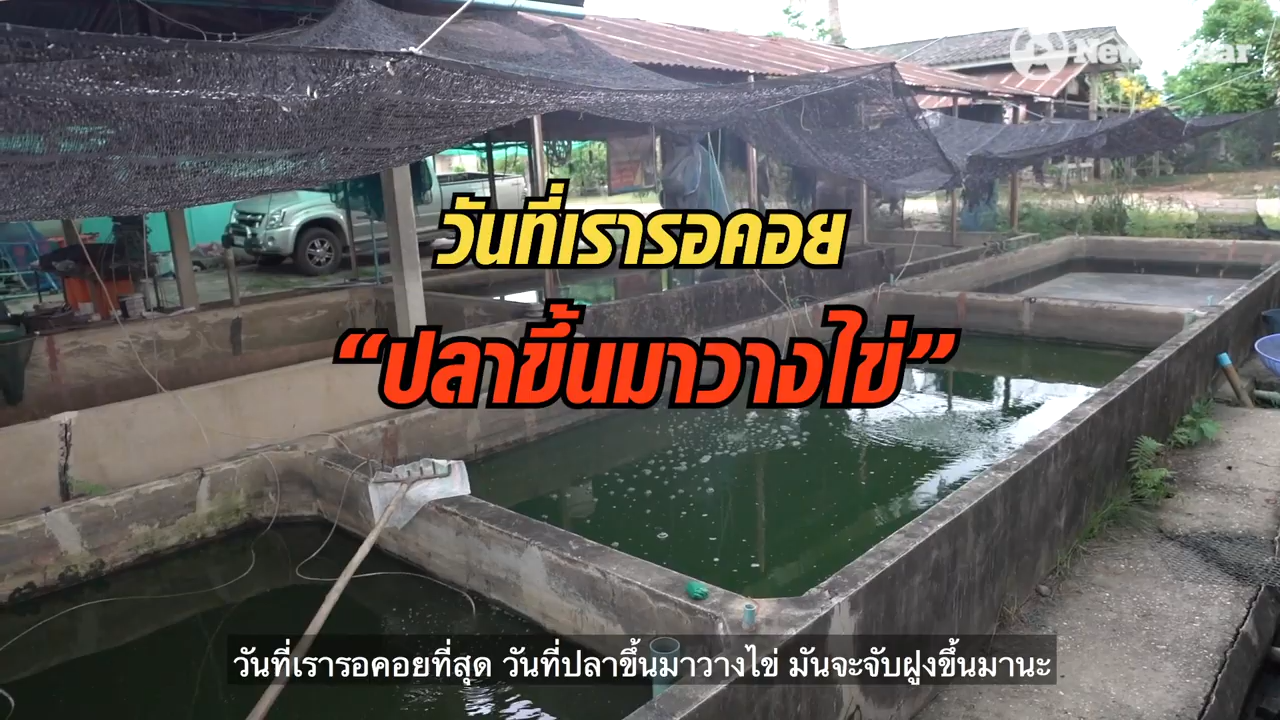 วันที่เรารอคอย
“ปลาขึ้นมาวางไข่”
วันที่เรารอคอยที่สุด วันที่ปลาขึ้นมาวางไข่ มันจะจับฝูงขึ้นมานะ